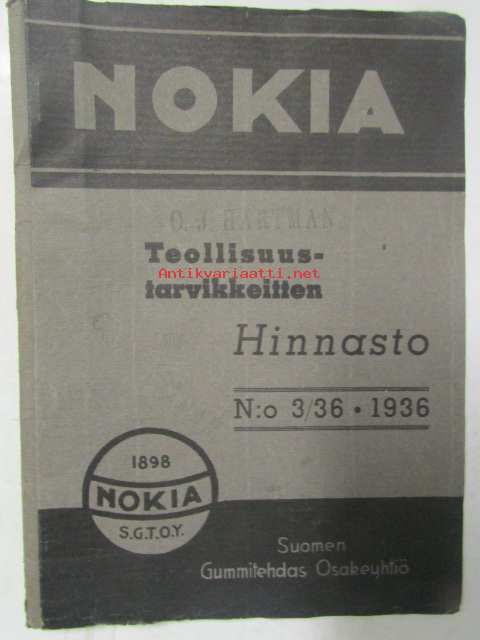 NOKIA
O. J. HARTMAN
Teollisuus-
Antikvariaatti.net
tarvikkeitten
Hinnasto
N:o 3/36 • 1936
1898
NOKIA
S.G.T.O.Y.
Suomen
Gummitehdas Osakeyhtiö